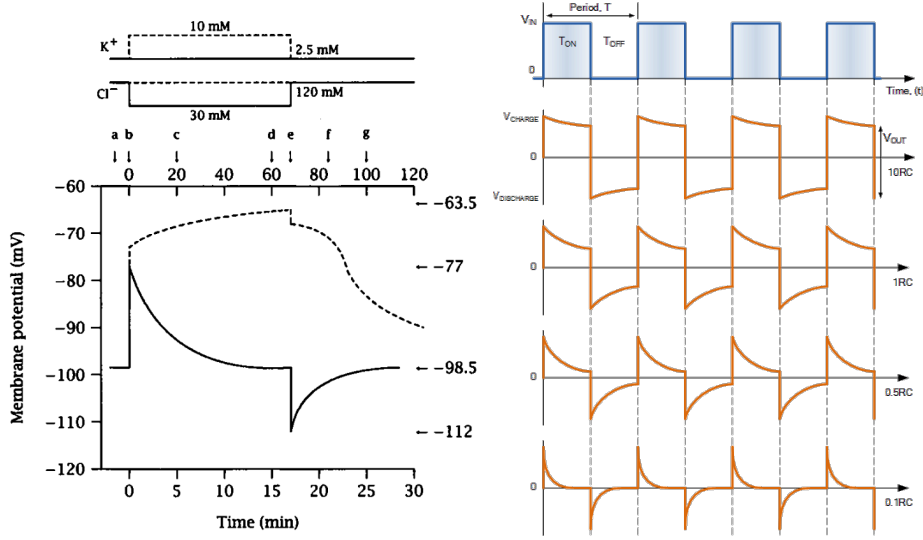 10 mM
K+
2.5 mM
Cl−
120 mM
30 mM
a b c d e f g
0 20 40 60 80 100 120
−60
−70
−80
−90
−100
−110
−120
Membrane potential (mV)
−63.5
−77
−98.5
−112
0 5 10 15 20 25 30
Time (min)
Period, T
VIN
TON
TOFF
0
Time, (t)
VCHARGE
VOUT
0
10RC
VDISCHARGE
0
1RC
0
0.5RC
0
0.1RC